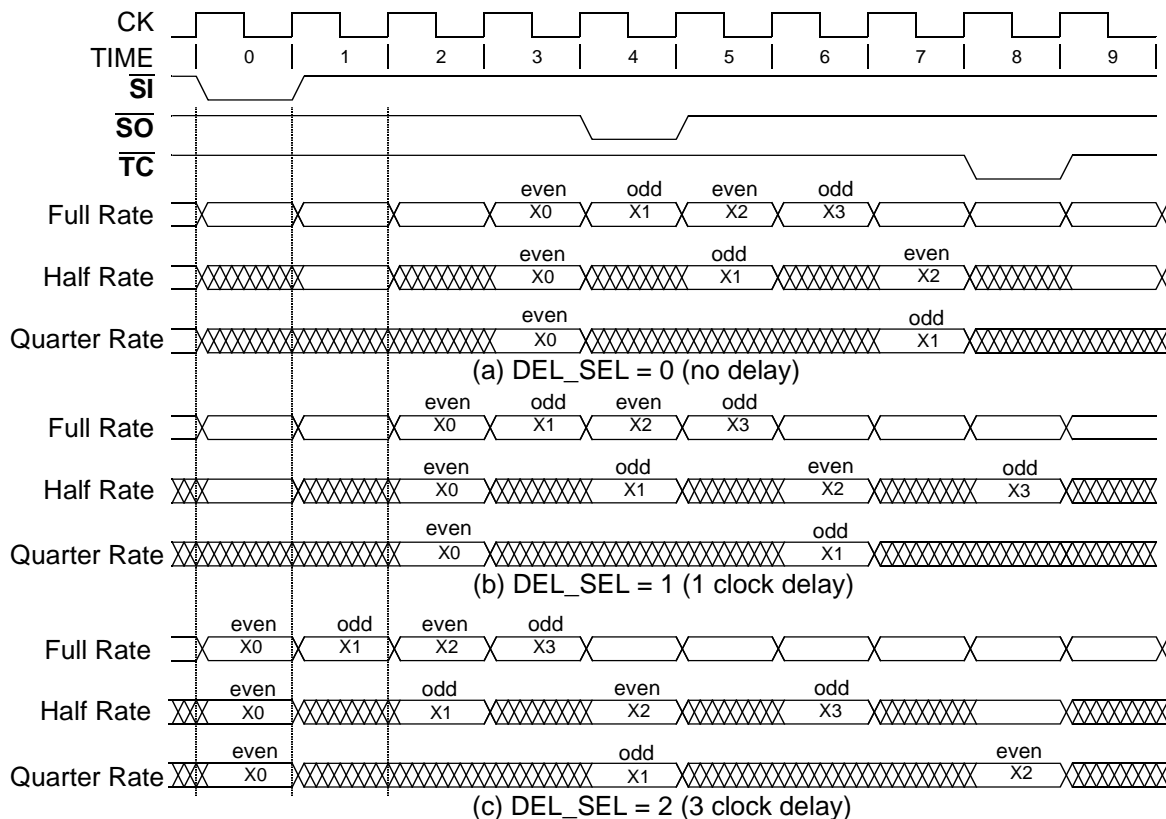 CK
TIME 0 1 2 3 4 5 6 7 8 9
SI
SO
TC
even odd even odd
Full Rate X0 X1 X2 X3
even odd even
Half Rate X0 X1 X2
even odd
Quarter Rate X0 X1
(a) DEL_SEL = 0 (no delay)
even odd even odd
Full Rate X0 X1 X2 X3
even odd even odd
Half Rate X0 X1 X2 X3
even odd
Quarter Rate X0 X1
(b) DEL_SEL = 1 (1 clock delay)
even odd even odd
Full Rate X0 X1 X2 X3
even odd even odd
Half Rate X0 X1 X2 X3
even odd even
Quarter Rate X0 X1 X2
(c) DEL_SEL = 2 (3 clock delay)